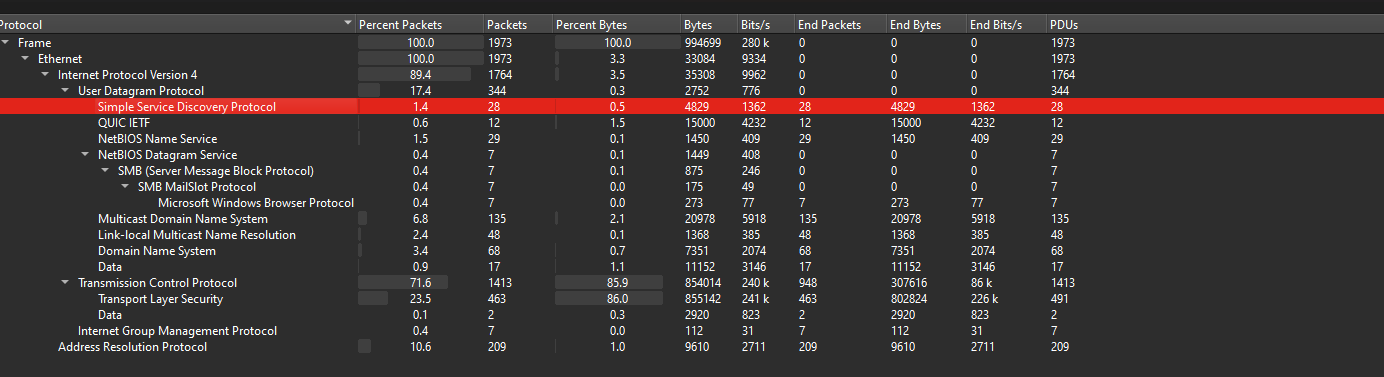 Protocol Percent Packets Packets Percent Bytes Bytes Bits/s End Packets End Bytes End Bits/s PDUs
Frame 100.0 1973 100.0 994699 280 k 0 0 0 1973
Ethernet 100.0 1973 3.3 33084 9334 0 0 0 1973
Internet Protocol Version 4 89.4 1764 3.5 35308 9962 0 0 0 1764
User Datagram Protocol 17.4 344 0.3 2752 776 0 0 0 344
Simple Service Discovery Protocol 1.4 28 0.5 4829 1362 28 4829 1362 28
QUIC IETF 0.6 12 1.5 15000 4232 12 15000 4232 12
NetBIOS Name Service 1.5 29 0.1 1450 409 29 1450 409 29
NetBIOS Datagram Service 0.4 7 0.1 1449 408 0 0 0 7
SMB (Server Message Block Protocol) 0.4 7 0.1 875 246 0 0 0 7
SMB MailSlot Protocol 0.4 7 0.0 175 49 0 0 0 7
Microsoft Windows Browser Protocol 0.4 7 0.0 273 77 7 273 77 7
Multicast Domain Name System 6.8 135 2.1 20978 5918 135 20978 5918 135
Link-local Multicast Name Resolution 2.4 48 0.1 1368 385 48 1368 385 48
Domain Name System 3.4 68 0.7 7351 2074 68 7351 2074 68
Data 0.9 17 1.1 11152 3146 17 11152 3146 17
Transmission Control Protocol 71.6 1413 85.9 854014 240 k 948 307616 86 k 1413
Transport Layer Security 23.5 463 86.0 855142 241 k 463 802824 226 k 491
Data 0.1 2 0.3 2920 823 2 2920 823 2
Internet Group Management Protocol 0.4 7 0.0 112 31 7 112 31 7
Address Resolution Protocol 10.6 209 1.0 9610 2711 209 9610 2711 209